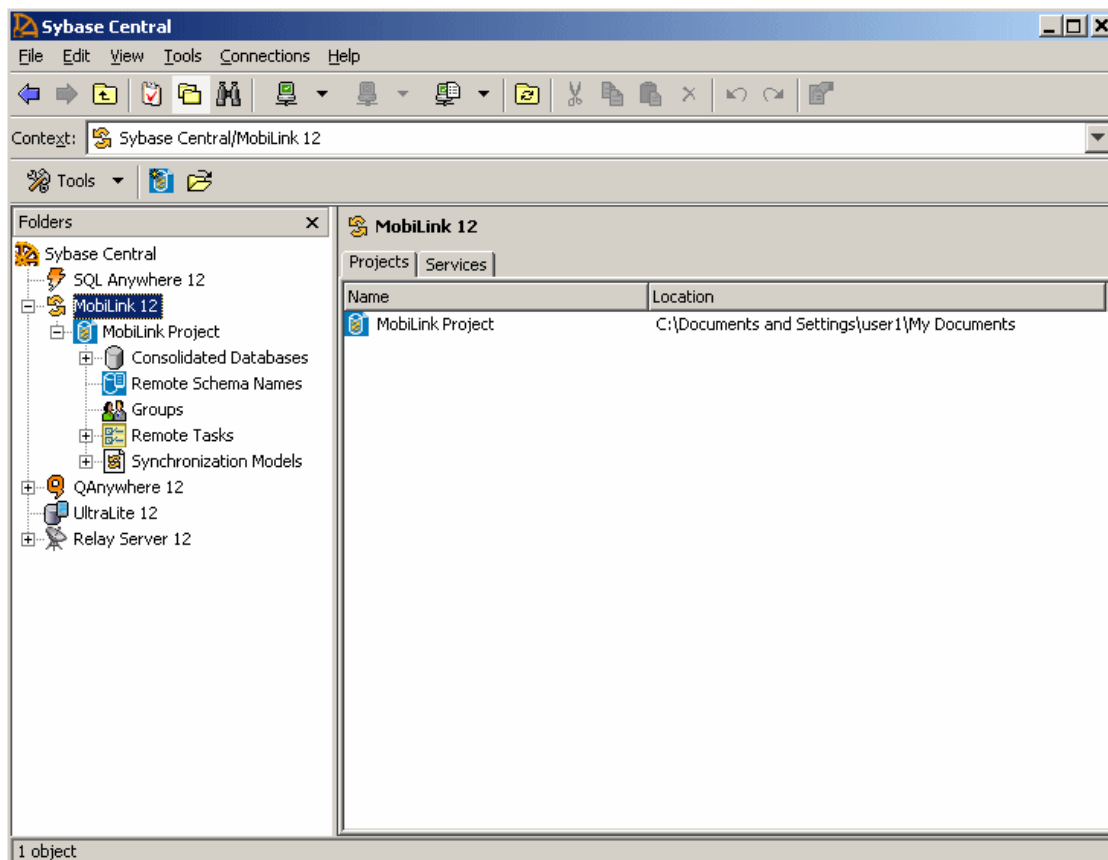 Sybase Central
File Edit View Tools Connections Help
Context: Sybase Central/MobiLink 12
Tools
Folders
Sybase Central
SQL Anywhere 12
MobiLink 12
MobiLink Project
Consolidated Databases
Remote Schema Names
Groups
Remote Tasks
Synchronization Models
QAnywhere 12
UltraLite 12
Relay Server 12
MobiLink 12
Projects Services
Name Location
MobiLink Project C:\Documents and Settings\user1\My Documents
1 object